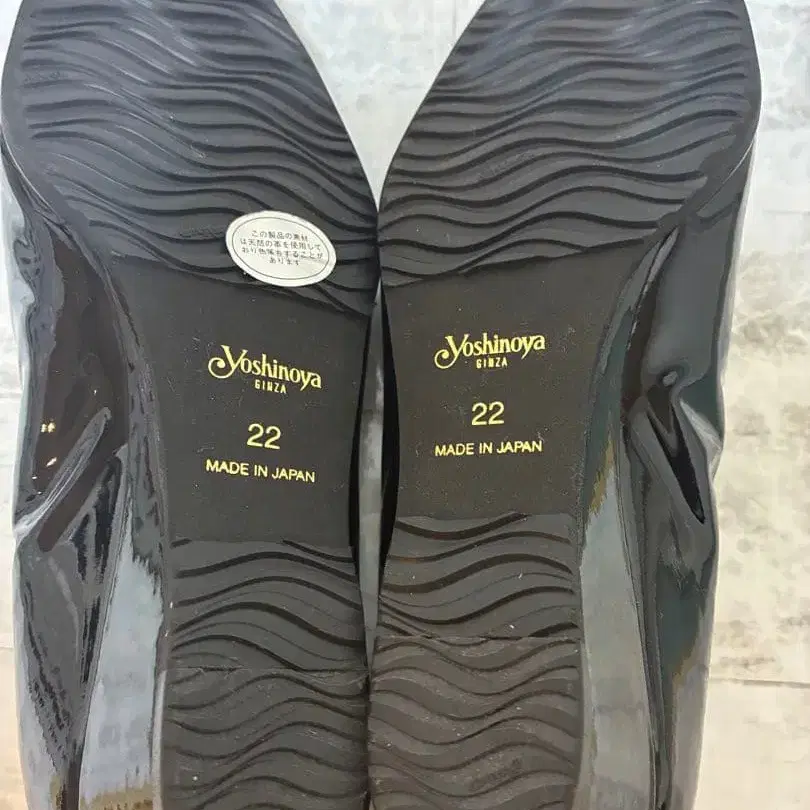 この製品の素材
は天然の革を使用して
おり色落ちすることが
あります
Yoshinoya
GINZA
22
MADE IN JAPAN
Yoshinoya
GINZA
22
MADE IN JAPAN